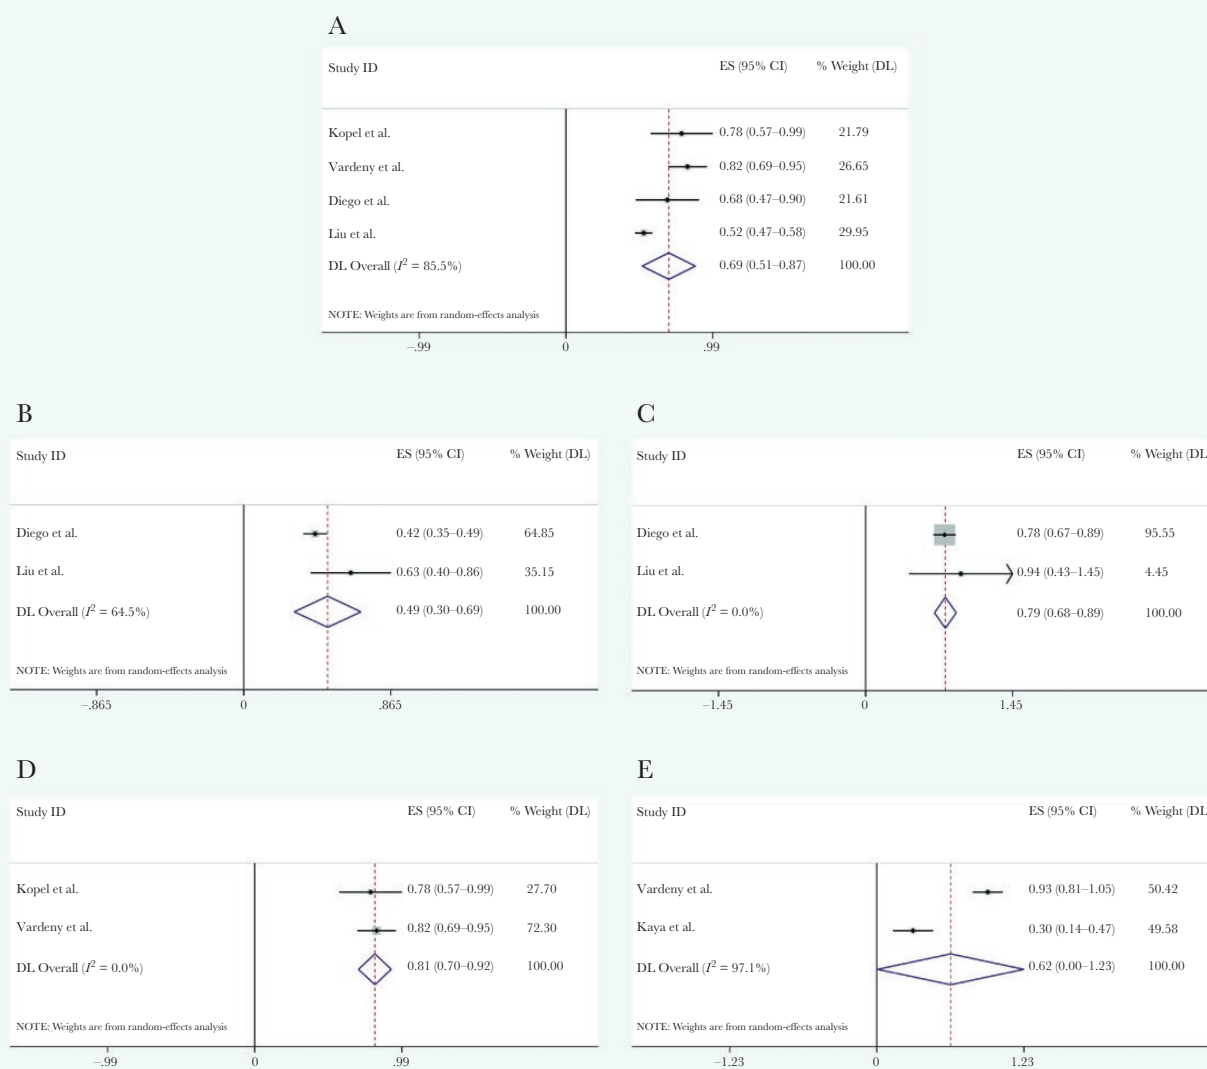 A
Study ID ES (95% CI) % Weight (DL)
Kopel et al. 0.78 (0.57–0.99) 21.79
Vardeny et al. 0.82 (0.69–0.95) 26.65
Diego et al. 0.68 (0.47–0.90) 21.61
Liu et al. 0.52 (0.47–0.58) 29.95
DL Overall (I² = 85.5%) 0.69 (0.51–0.87) 100.00
NOTE: Weights are from random-effects analysis
–.99 0 .99
B
Study ID ES (95% CI) % Weight (DL)
Diego et al. 0.42 (0.35–0.49) 64.85
Liu et al. 0.63 (0.40–0.86) 35.15
DL Overall (I² = 64.5%) 0.49 (0.30–0.69) 100.00
NOTE: Weights are from random-effects analysis
–.865 0 .865
C
Study ID ES (95% CI) % Weight (DL
Diego et al. 0.78 (0.67–0.89) 95.55
Liu et al. 0.94 (0.43–1.45) 4.45
DL Overall (I² = 0.0%) 0.79 (0.68–0.89) 100.00
NOTE: Weights are from random-effects analysis
–1.45 0 1.45
D
Study ID ES (95% CI) % Weight (DL)
Kopel et al. 0.78 (0.57–0.99) 27.70
Vardeny et al. 0.82 (0.69–0.95) 72.30
DL Overall (I² = 0.0%) 0.81 (0.70–0.92) 100.00
NOTE: Weights are from random-effects analysis
–.99 0 .99
E
Study ID ES (95% CI) % Weight (DL
Vardeny et al. 0.93 (0.81–1.05) 50.42
Kaya et al. 0.30 (0.14–0.47) 49.58
DL Overall (I² = 97.1%) 0.62 (0.00–1.23) 100.00
NOTE: Weights are from random-effects analysis
–1.23 0 1.23